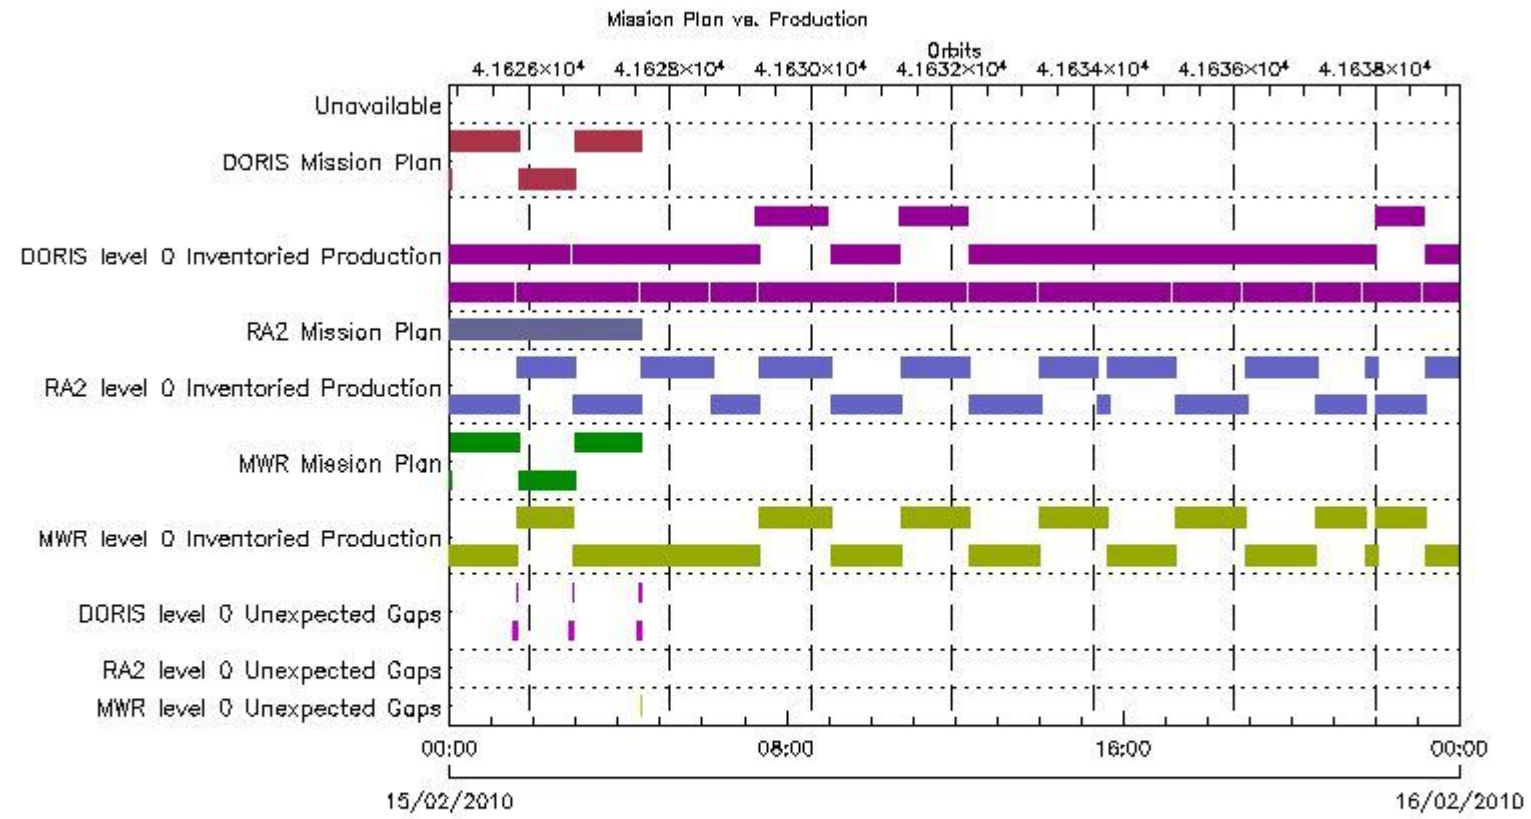 Mission Plan vs. Production
Orbits
4.1626×10⁴ 4.1628×10⁴ 4.1630×10⁴ 4.1632×10⁴ 4.1634×10⁴ 4.1636×10⁴ 4.1638×10⁴
Unavailable
DORIS Mission Plan
DORIS level 0 Inventoried Production
RA2 Mission Plan
RA2 level 0 Inventoried Production
MWR Mission Plan
MWR level 0 Inventoried Production
DORIS level 0 Unexpected Gaps
RA2 level 0 Unexpected Gaps
MWR level 0 Unexpected Gaps
00:00 08:00 16:00 00:00
15/02/2010 16/02/2010